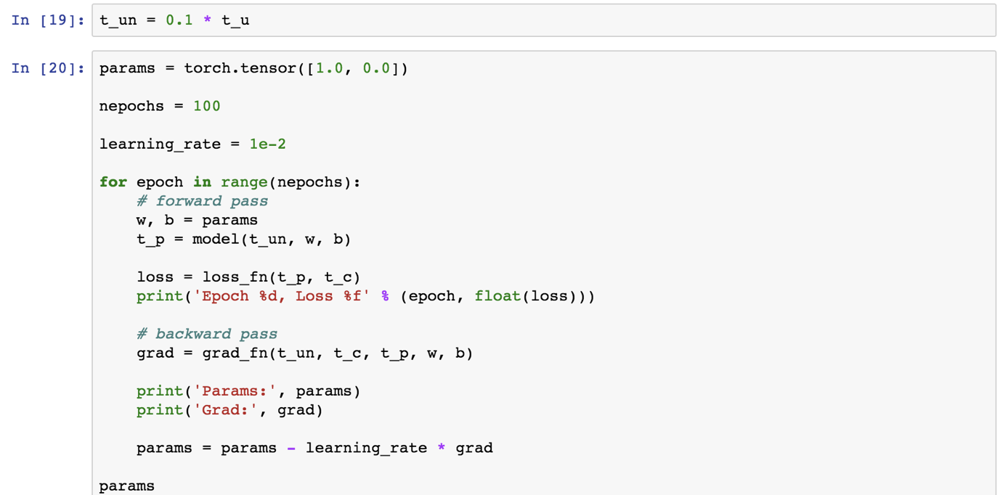 In [19]: t_un = 0.1 * t_u
In [20]: params = torch.tensor([1.0, 0.0])
nepochs = 100
learning_rate = 1e-2
for epoch in range(nepochs):
    # forward pass
    w, b = params
    t_p = model(t_un, w, b)
    loss = loss_fn(t_p, t_c)
    print('Epoch %d, Loss %f' % (epoch, float(loss)))
    # backward pass
    grad = grad_fn(t_un, t_c, t_p, w, b)
    print('Params:', params)
    print('Grad:', grad)
    params = params - learning_rate * grad
params